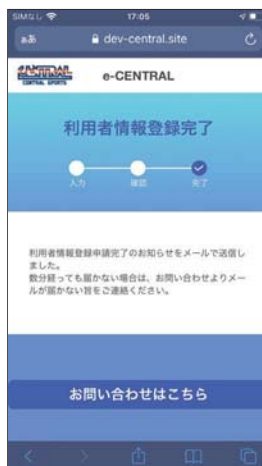 SIMなし
17:05
ああ
dev-central.site
CENTRAL
CENTRAL SPORTS
e-CENTRAL
利用者情報登録完了
入力
確認
完了
利用者情報登録申請完了のお知らせをメールで送信し
ました。
数分経っても届かない場合は、お問い合わせよりメー
ルが届かない旨をご連絡ください。
お問い合わせはこちら